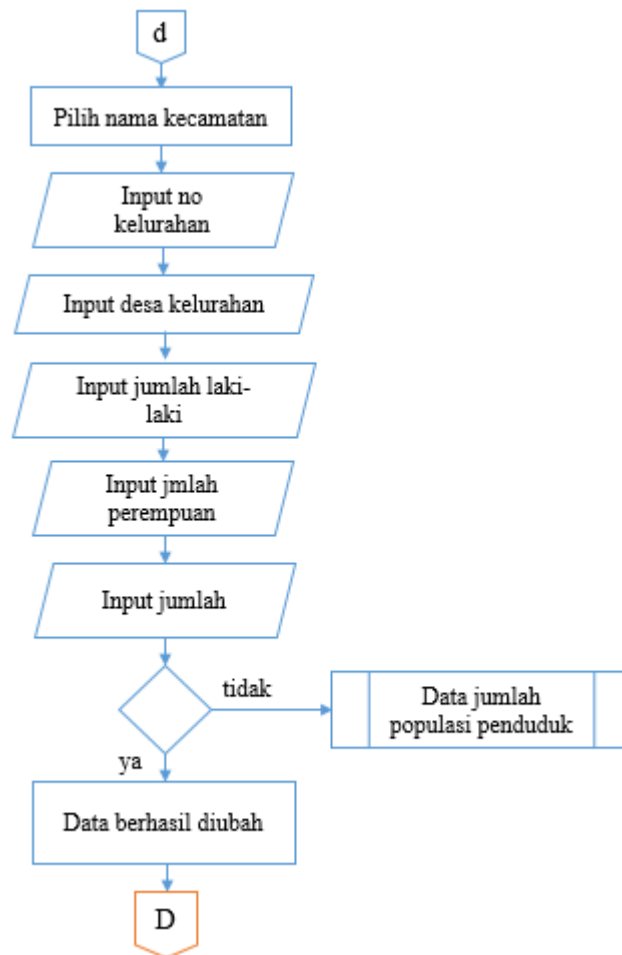 d
Pilih nama kecamatan
Input no
kelurahan
Input desa kelurahan
Input jumlah laki-
laki
Input jmlah
perempuan
Input jumlah
tidak
Data jumlah
populasi penduduk
ya
Data berhasil diubah
D